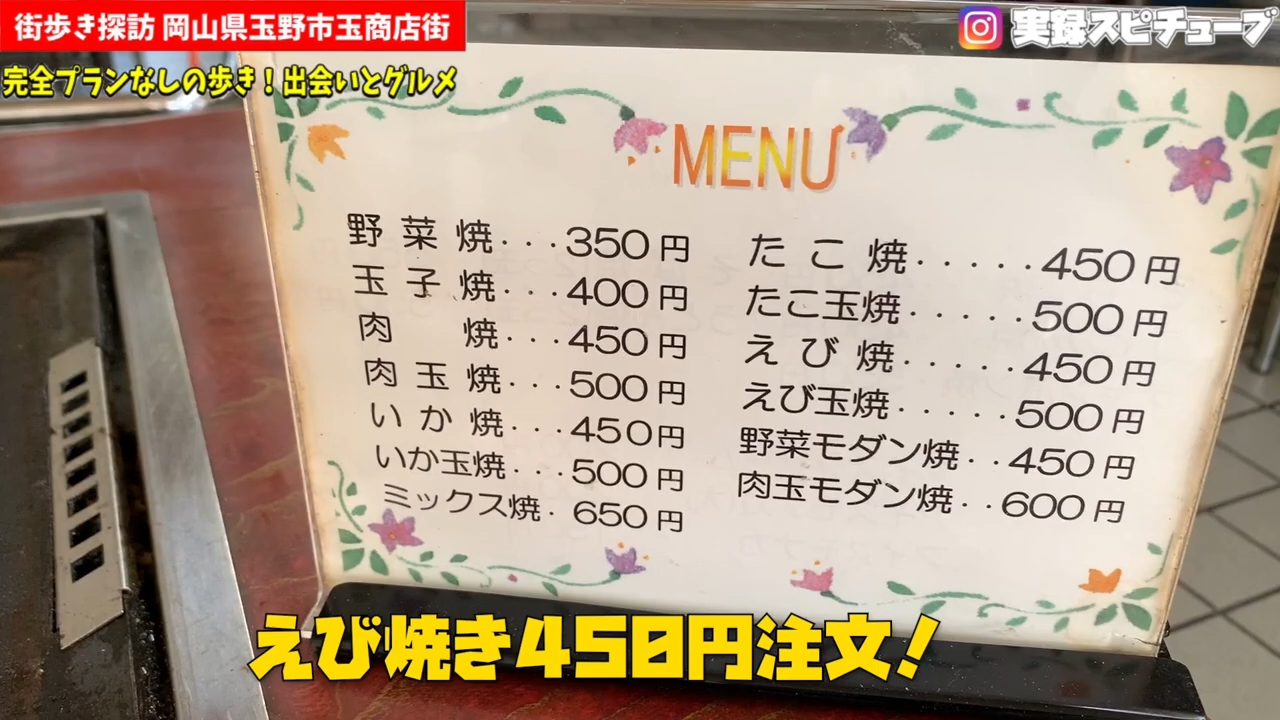 街歩き探訪 岡山県玉野市玉商店街
実録スピチューブ
完全プランなしの歩き!出会いとグルメ
MENU
野菜焼...350円
玉子焼...400円
肉 焼...450円
肉玉焼...500円
いか焼...450円
いか玉焼...500円
ミックス焼.650円
たこ焼.....450円
たこ玉焼.....500円
えび焼.....450円
えび玉焼.....500円
野菜モダン焼..450円
肉玉モダン焼..600円
えび焼き450円注文!